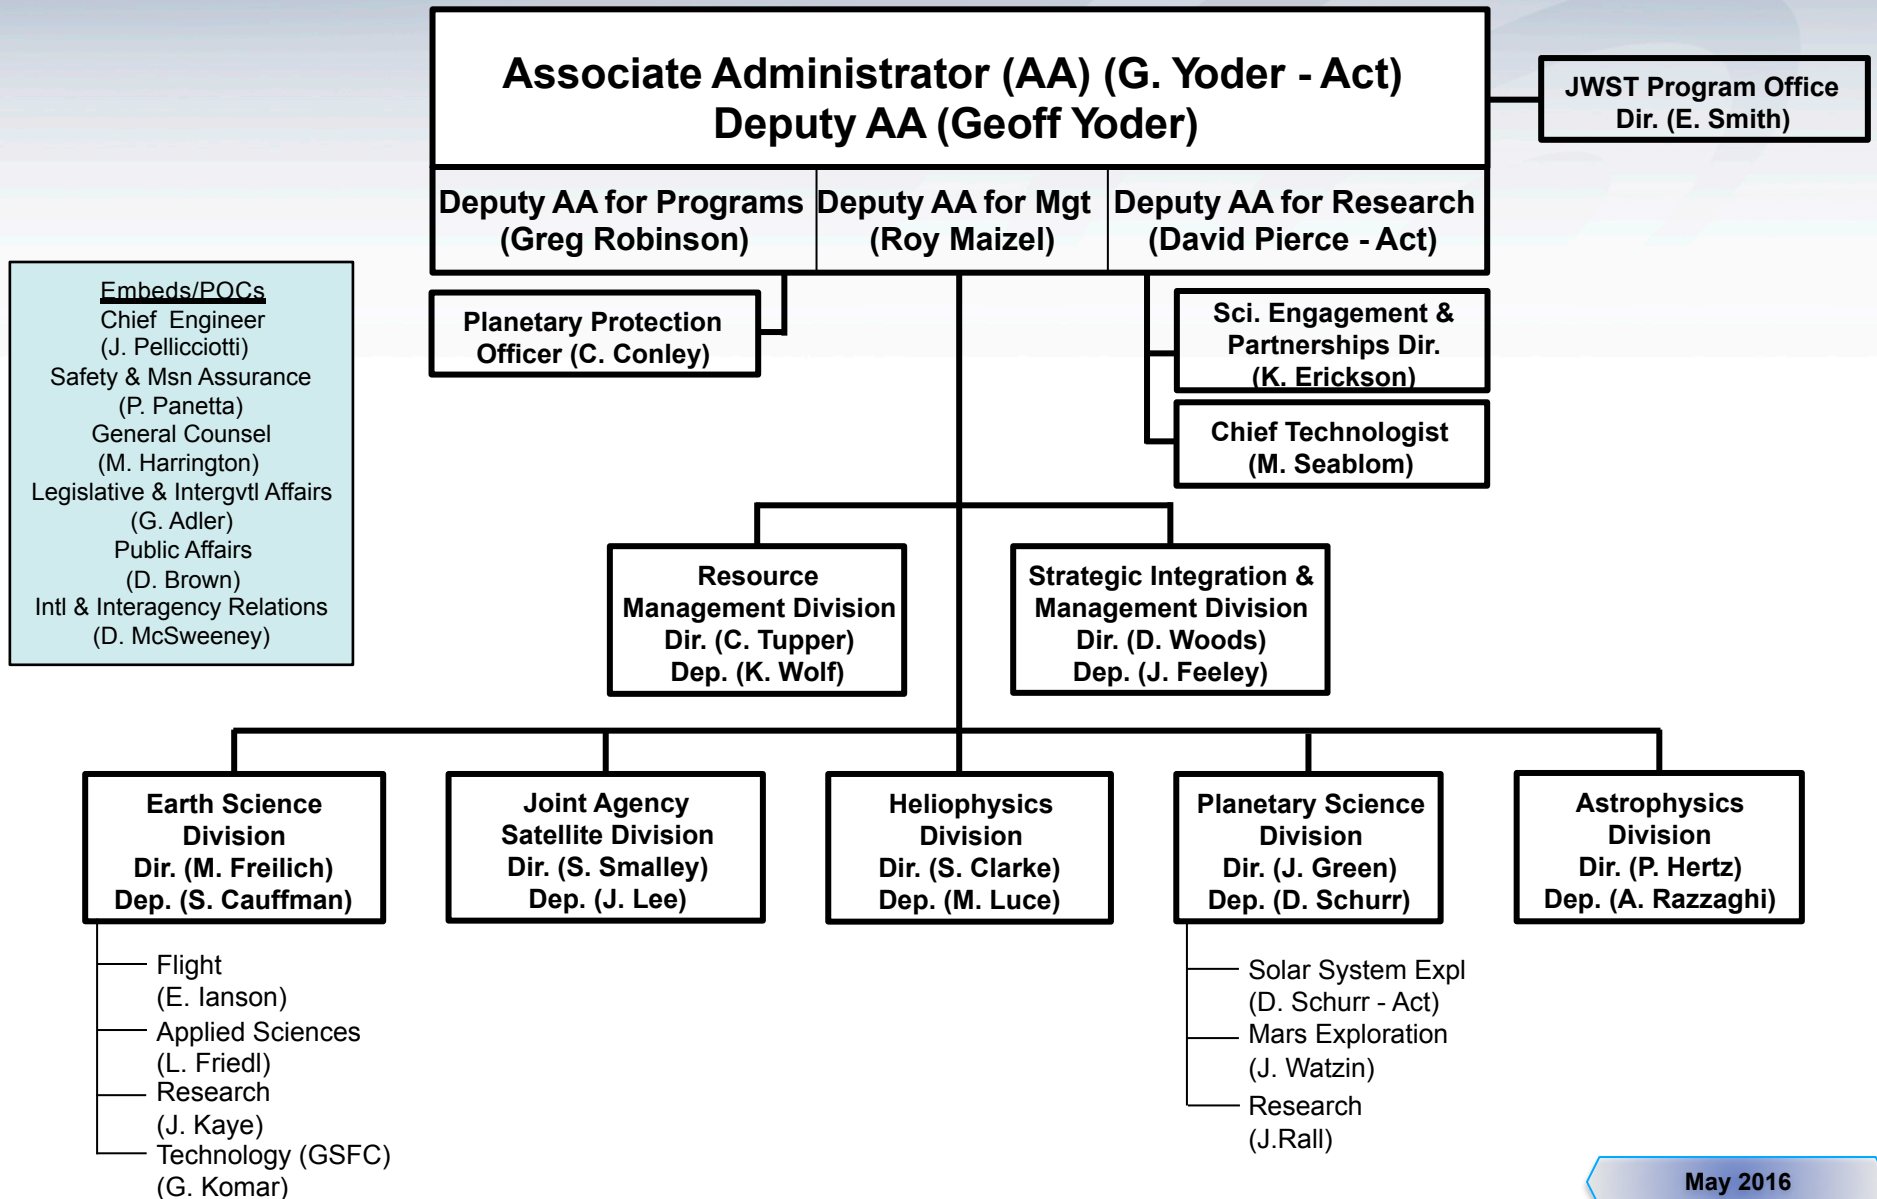 Associate Administrator (AA) (G. Yoder - Act)
Deputy AA (Geoff Yoder)
JWST Program Office
Dir. (E. Smith)
Deputy AA for Programs
(Greg Robinson)
Deputy AA for Mgt
(Roy Maizel)
Deputy AA for Research
(David Pierce - Act)
Embeds/POCs
Chief Engineer
(J. Pellicciotti)
Safety & Msn Assurance
(P. Panetta)
General Counsel
(M. Harrington)
Legislative & Intergvtl Affairs
(G. Adler)
Public Affairs
(D. Brown)
Intl & Interagency Relations
(D. McSweeney)
Planetary Protection
Officer (C. Conley)
Sci. Engagement &
Partnerships Dir.
(K. Erickson)
Chief Technologist
(M. Seablom)
Resource
Management Division
Dir. (C. Tupper)
Dep. (K. Wolf)
Strategic Integration &
Management Division
Dir. (D. Woods)
Dep. (J. Feeley)
Earth Science
Division
Dir. (M. Freilich)
Dep. (S. Cauffman)
Joint Agency
Satellite Division
Dir. (S. Smalley)
Dep. (J. Lee)
Heliophysics
Division
Dir. (S. Clarke)
Dep. (M. Luce)
Planetary Science
Division
Dir. (J. Green)
Dep. (D. Schurr)
Astrophysics
Division
Dir. (P. Hertz)
Dep. (A. Razzaghi)
Flight
(E. Ianson)
Applied Sciences
(L. Friedl)
Research
(J. Kaye)
Technology (GSFC)
(G. Komar)
Solar System Expl
(D. Schurr - Act)
Mars Exploration
(J. Watzin)
Research
(J.Rall)
May 2016